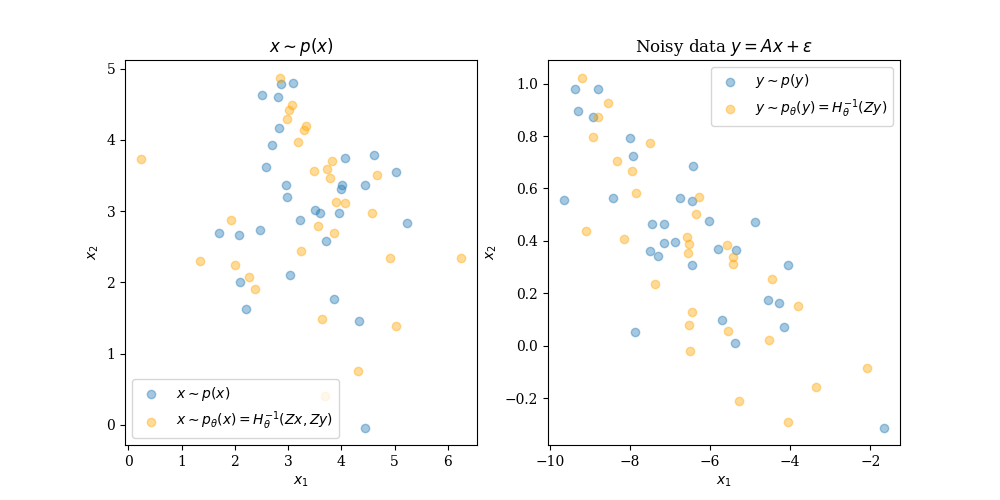 x ∼ p(x)
5
4
3
2
1
0
x₂
x ∼ p(x)
x ∼ p_θ(x) = H_θ^{-1}(Zx, Zy)
0 1 2 3 4 5 6
x₁
Noisy data y = Ax + ε
1.0
0.8
0.6
0.4
0.2
0.0
−0.2
x₂
y ∼ p(y)
y ∼ p_θ(y) = H_θ^{-1}(Zy)
−10 −8 −6 −4 −2
x₁